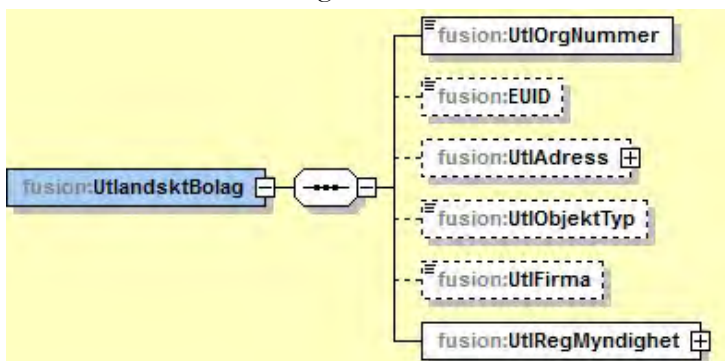 fusion:UtlOrgNummer
fusion:EUID
fusion:UtlAdress
fusion:UtlandsktBolag
fusion:UtlObjektTyp
fusion:UtlFirma
fusion:UtlRegMyndighet